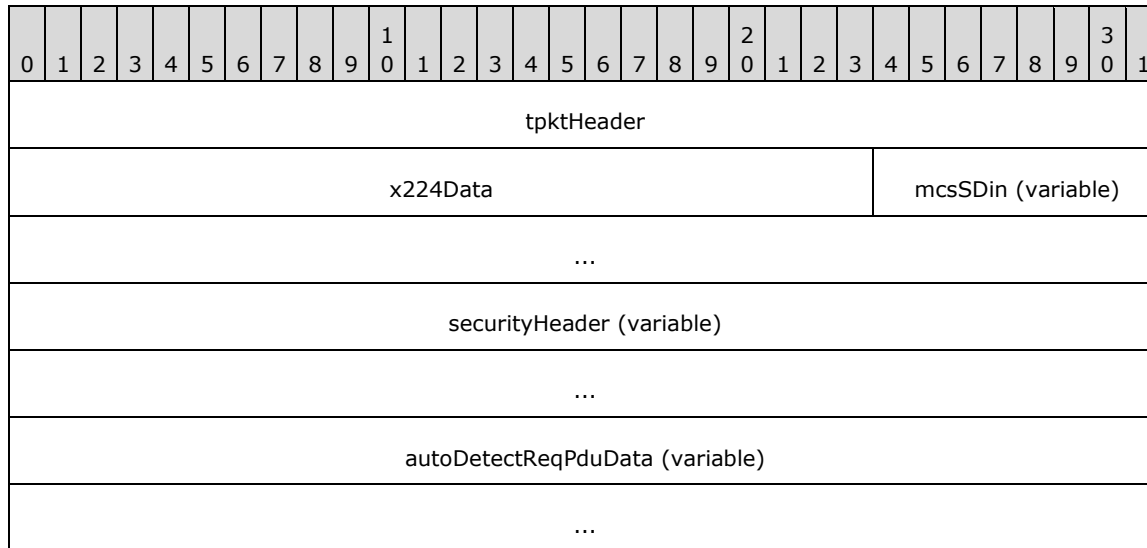 0 1 2 3 4 5 6 7 8 9 1 0 1 2 3 4 5 6 7 8 9 2 0 1 2 3 4 5 6 7 8 9 3 0 1
tpktHeader
x224Data mcsSDin (variable)
...
securityHeader (variable)
...
autoDetectReqPduData (variable)
...